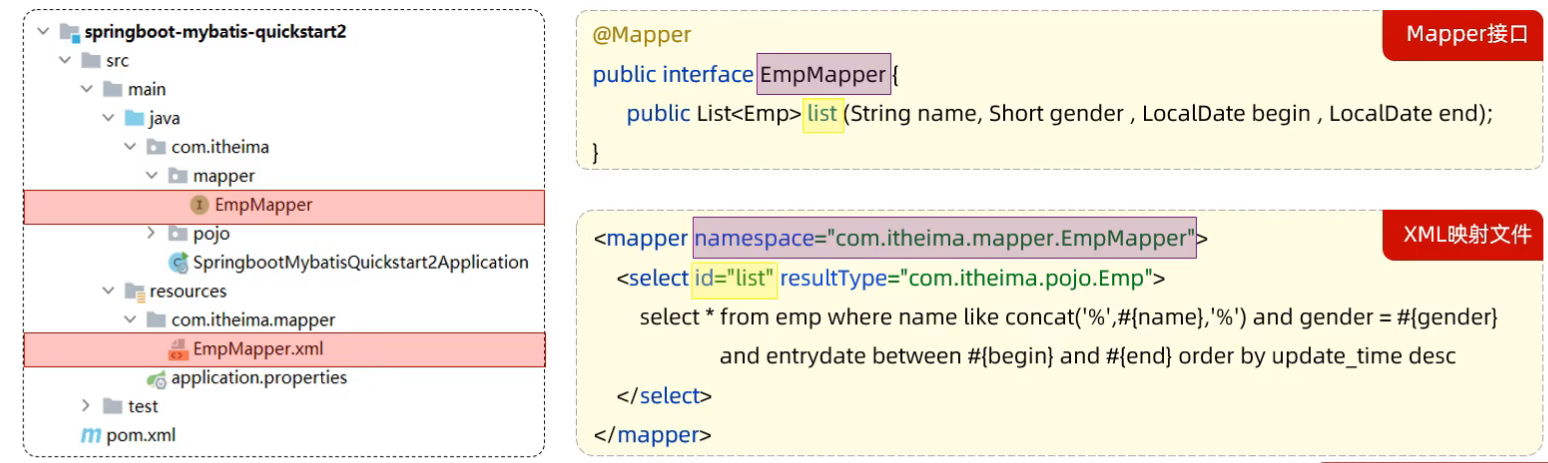 springboot-mybatis-quickstart2
src
main
java
com.itheima
mapper
EmpMapper
pojo
SpringbootMybatisQuickstart2Application
resources
com.itheima.mapper
EmpMapper.xml
application.properties
test
pom.xml
Mapper接口
@Mapper
public interface EmpMapper {
public List<Emp> list (String name, Short gender , LocalDate begin , LocalDate end);
}
XML映射文件
<mapper namespace="com.itheima.mapper.EmpMapper">
<select id="list" resultType="com.itheima.pojo.Emp">
select * from emp where name like concat('%',#{name},'%') and gender = #{gender}
and entrydate between #{begin} and #{end} order by update_time desc
</select>
</mapper>